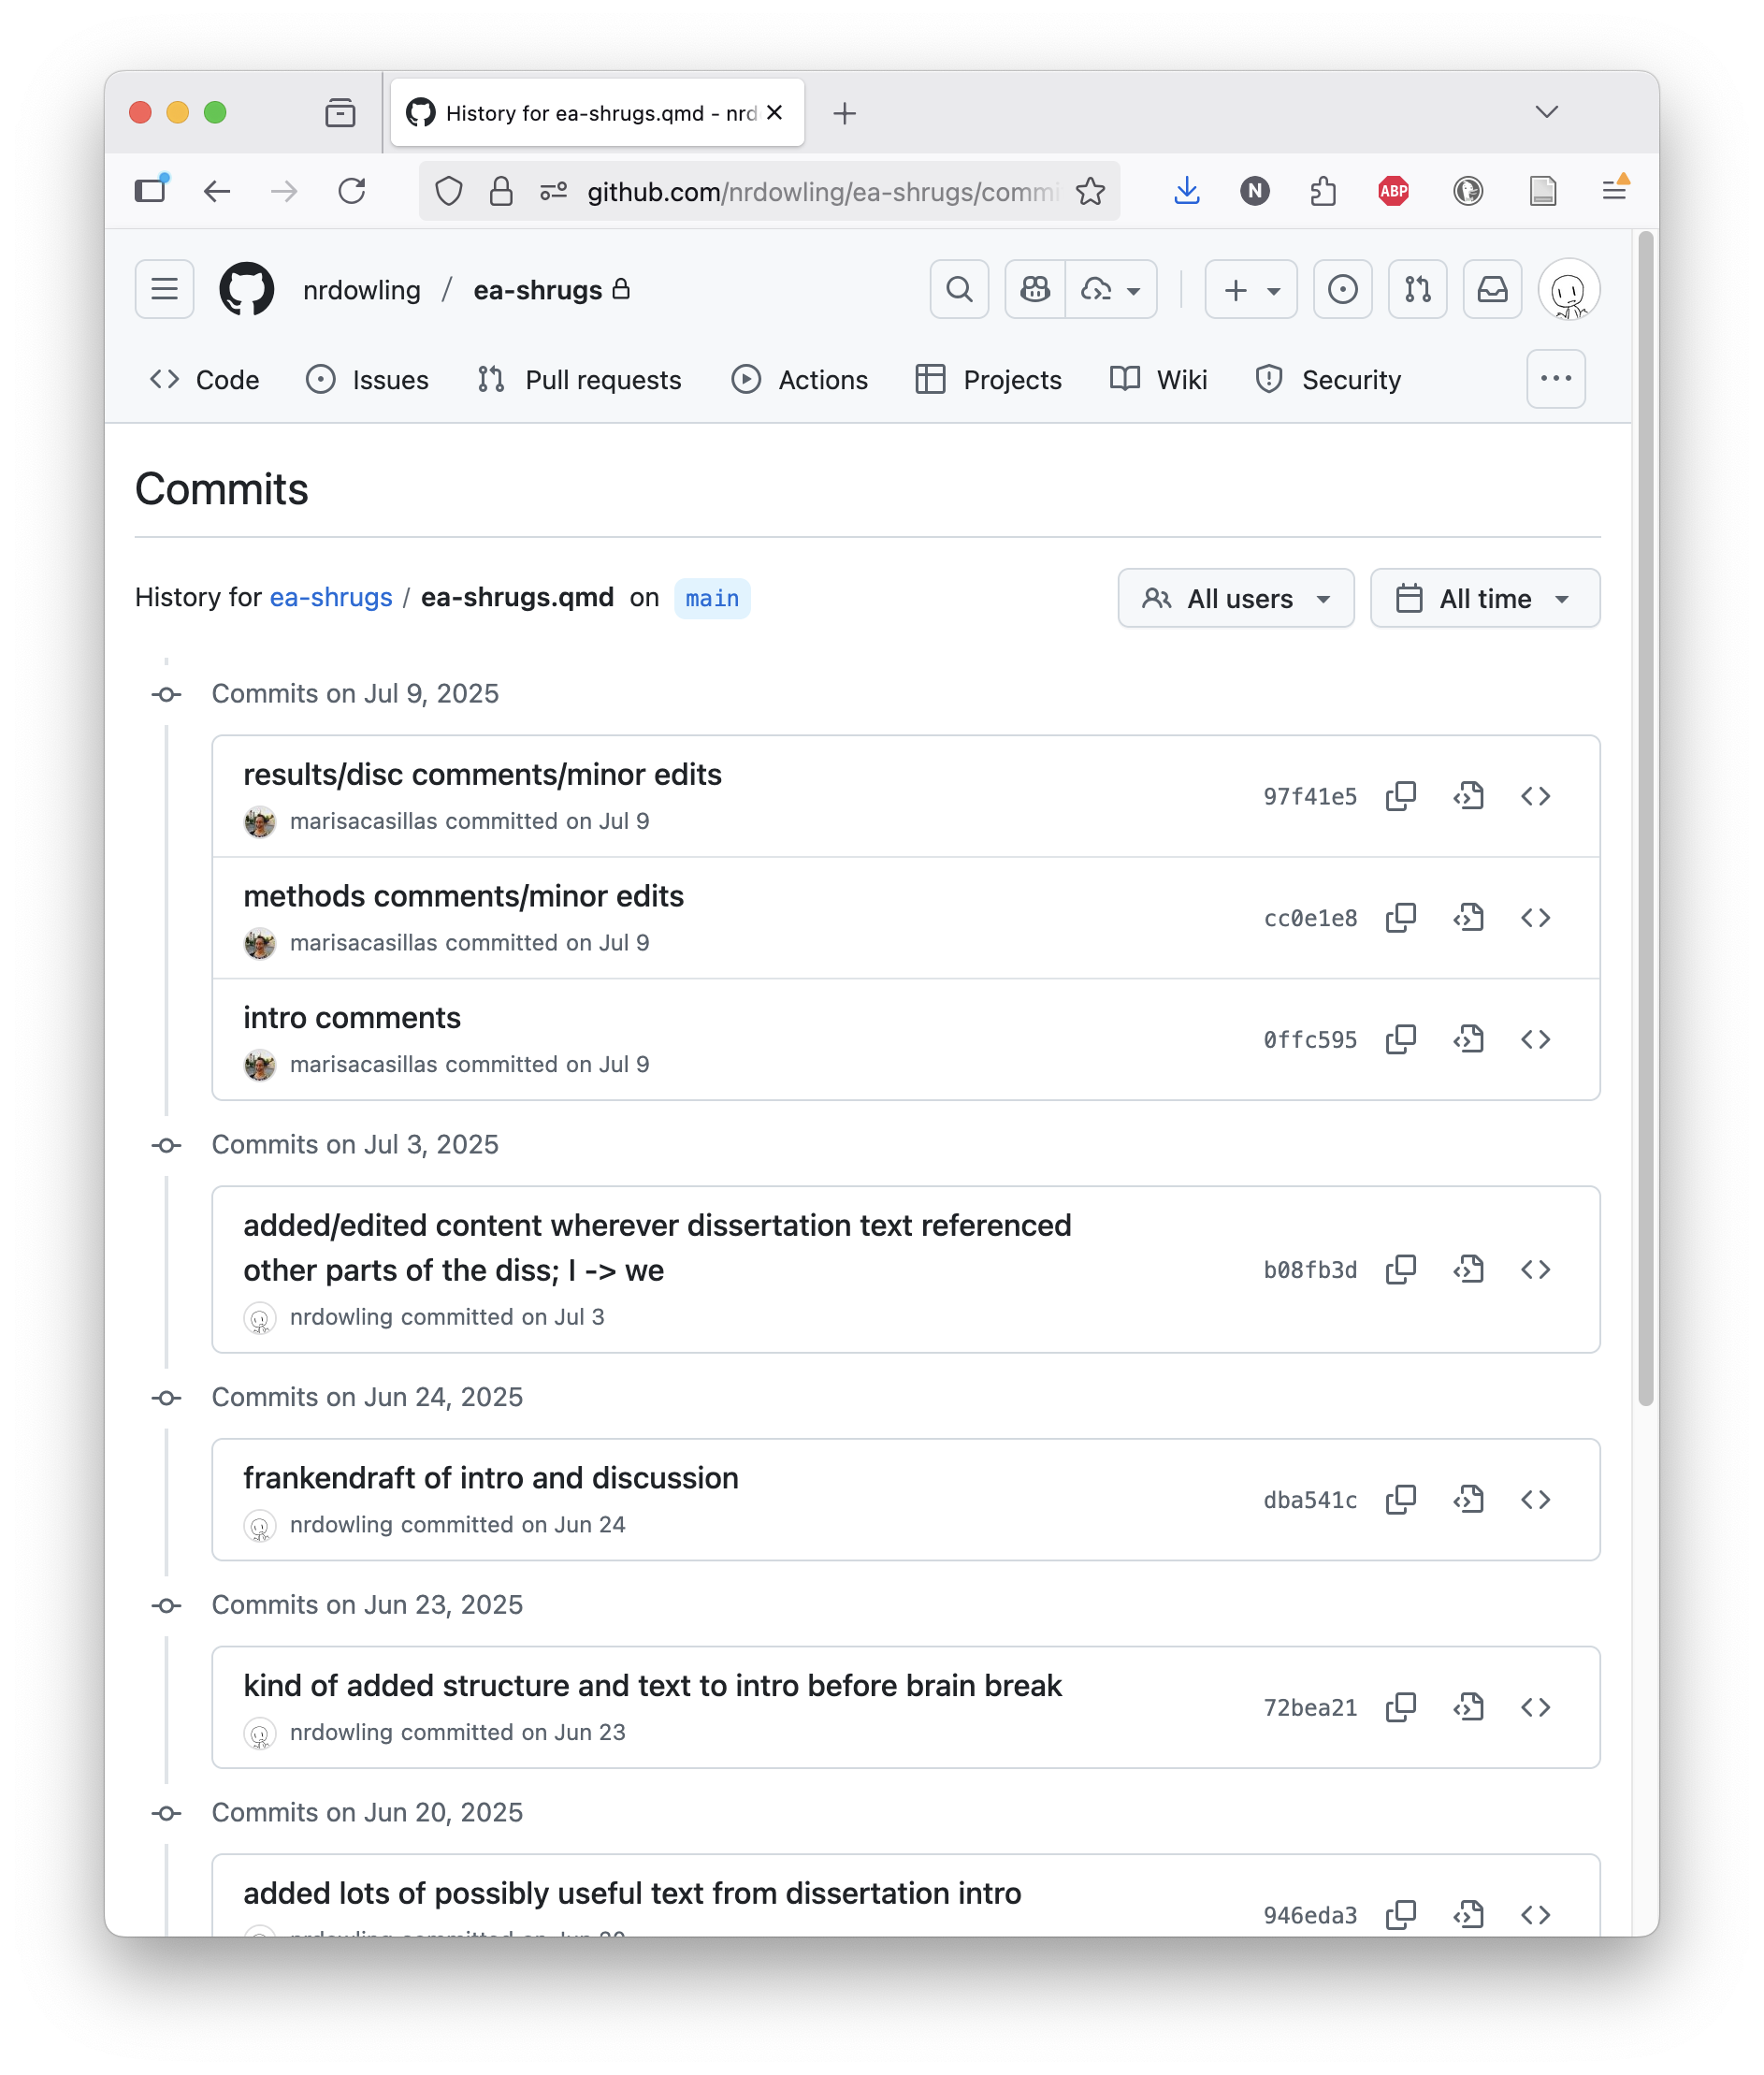 History for ea-shrugs.qmd - nrd
github.com/nrdowling/ea-shrugs/comm
N
ABP
nrdowling / ea-shrugs
Code Issues Pull requests Actions Projects Wiki Security
Commits
History for ea-shrugs / ea-shrugs.qmd on main
All users All time
Commits on Jul 9, 2025
results/disc comments/minor edits
marisacasillas committed on Jul 9
97f41e5
methods comments/minor edits
marisacasillas committed on Jul 9
cc0e1e8
intro comments
marisacasillas committed on Jul 9
0ffc595
Commits on Jul 3, 2025
added/edited content wherever dissertation text referenced
other parts of the diss; I -> we
nrdowling committed on Jul 3
b08fb3d
Commits on Jun 24, 2025
frankendraft of intro and discussion
nrdowling committed on Jun 24
dba541c
Commits on Jun 23, 2025
kind of added structure and text to intro before brain break
nrdowling committed on Jun 23
72bea21
Commits on Jun 20, 2025
added lots of possibly useful text from dissertation intro
nrdowling committed on Jun 20
946eda3